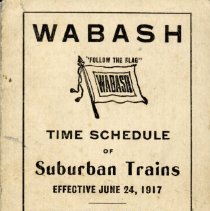 WABASH
"FOLLOW THE FLAG"
WABASH
TIME SCHEDULE
OF
Suburban Trains
EFFECTIVE JUNE 24, 1917